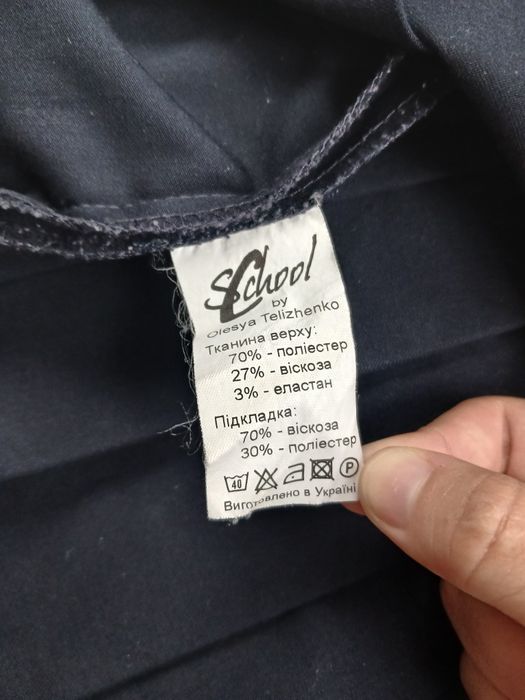 School
by
Olesya Telizhenko
Тканина верху:
70% - поліестер
27% - віскоза
3% - еластан
Підкладка:
70% - віскоза
30% - поліестер
40 P
Виготовлено в Україні